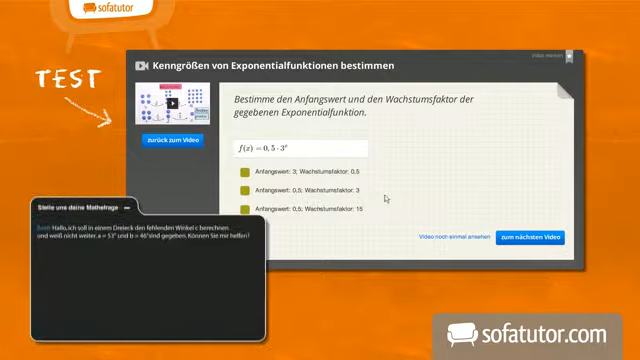 sofatutor
TEST
Video merken
Kenngrößen von Exponentialfunktionen bestimmen
Bestimme den Anfangswert und den Wachstumsfaktor der
gegebenen Exponentialfunktion.
zurück zum Video
f(x) = 0,5 · 3ˣ
Anfangswert: 3; Wachstumsfaktor: 0,5
Anfangswert: 0,5; Wachstumsfaktor: 3
Anfangswert: 0,5; Wachstumsfaktor: 15
Video noch einmal ansehen
zum nächsten Video
Stelle uns deine Mathefrage
Hallo, ich soll in einem Dreieck den fehlenden Winkel c berechnen
und weiß nicht weiter. a = 53° und b = 46° sind gegeben. Können Sie mir helfen?
sofatutor.com